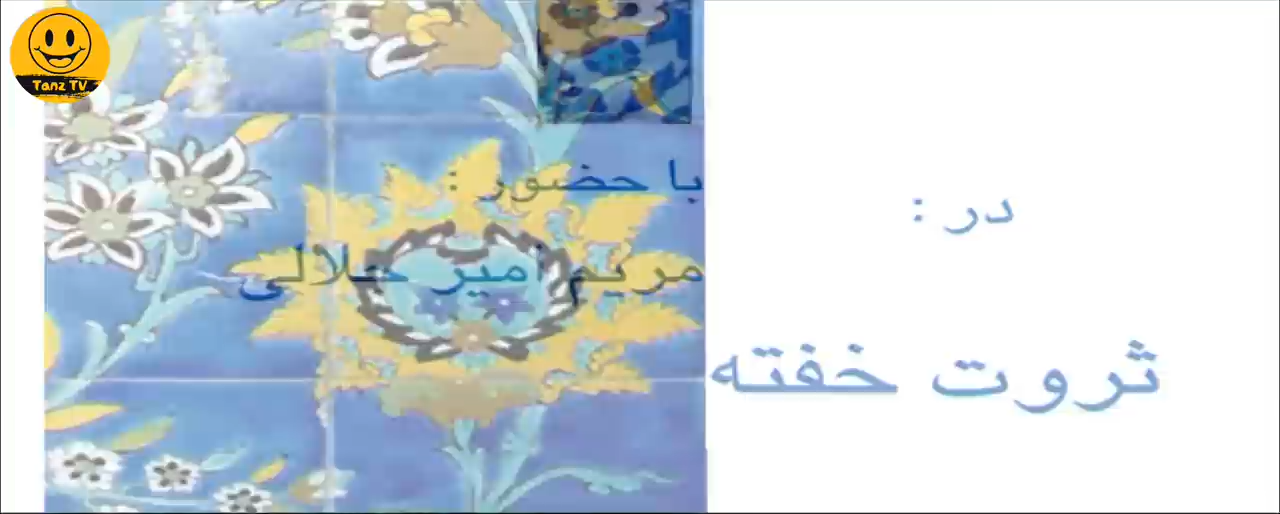 Tanz TV
با حضور :
مریم امیر جلالی
در :
ثروت خفته